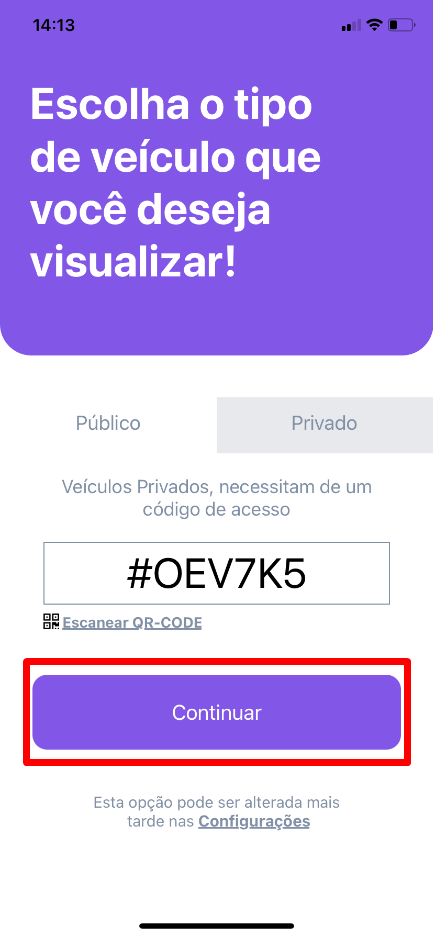 14:13
Escolha o tipo
de veículo que
você deseja
visualizar!
Público
Privado
Veículos Privados, necessitam de um
código de acesso
#OEV7K5
Escanear QR-CODE
Continuar
Esta opção pode ser alterada mais
tarde nas Configurações